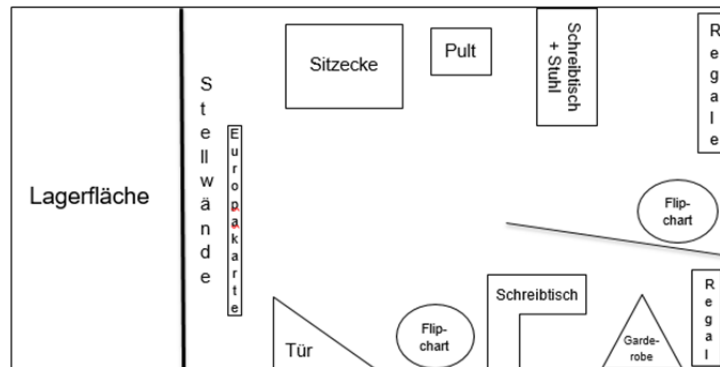 Lagerfläche
Stellwände
Europakarte
Sitzecke
Pult
Schreibtisch
+ Stuhl
Regale
Flip-
chart
Tür
Flip-
chart
Schreibtisch
Garde-
robe
Regal